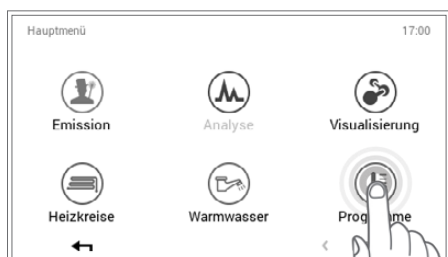 Hauptmenü 17:00
Emission Analyse Visualisierung
Heizkreise Warmwasser